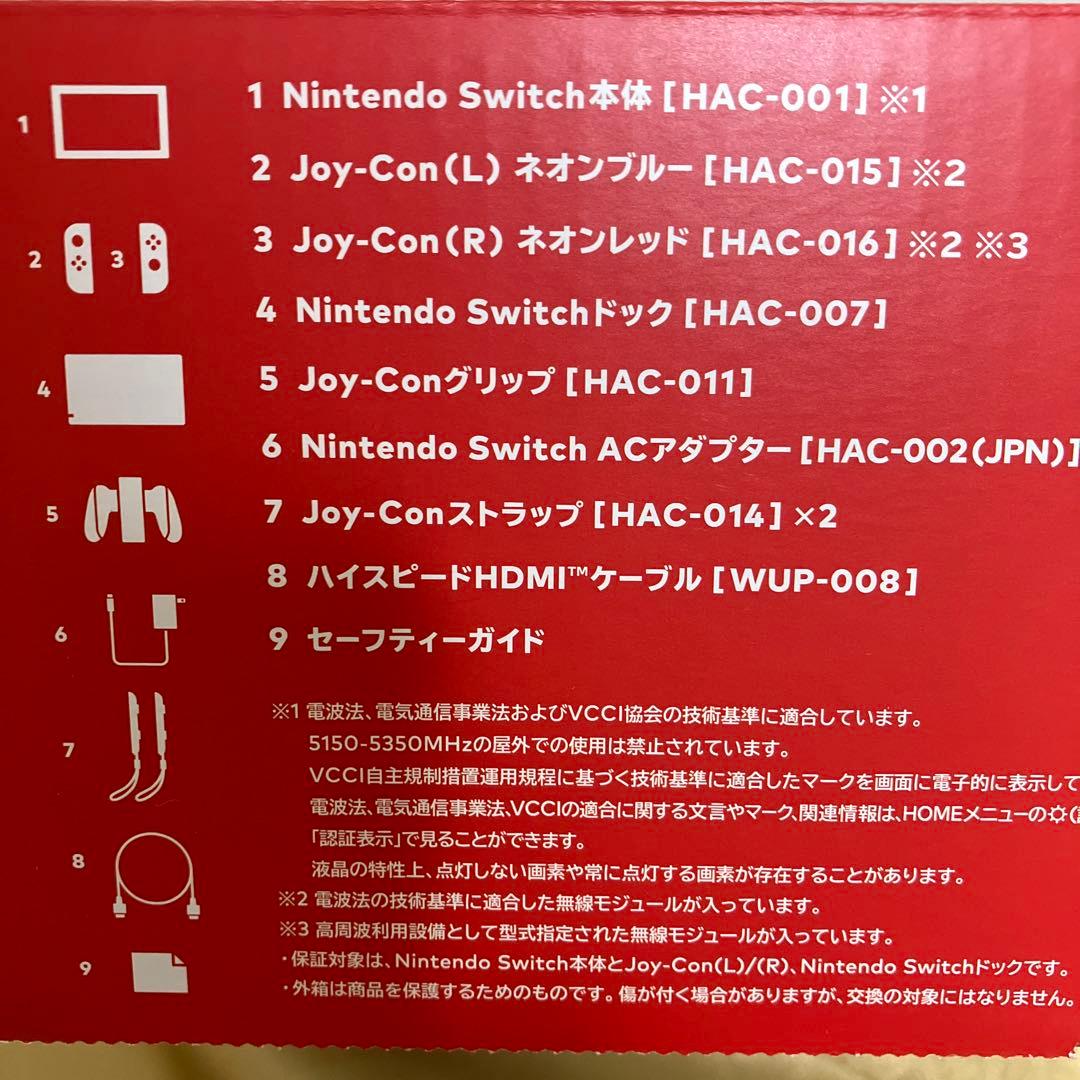 1 Nintendo Switch本体 [HAC-001] ※1
2 Joy-Con(L) ネオンブルー [HAC-015] ※2
3 Joy-Con(R) ネオンレッド [HAC-016] ※2 ※3
4 Nintendo Switchドック [HAC-007]
5 Joy-Conグリップ [HAC-011]
6 Nintendo Switch ACアダプター [HAC-002(JPN)]
7 Joy-Conストラップ [HAC-014] ×2
8 ハイスピードHDMI™ケーブル [WUP-008]
9 セーフティーガイド
1
2 3
4
5
6
7
8
9
※1 電波法、電気通信事業法およびVCCI協会の技術基準に適合しています。
5150-5350MHzの屋外での使用は禁止されています。
VCCI自主規制措置運用規程に基づく技術基準に適合したマークを画面に電子的に表示して
電波法、電気通信事業法、VCCIの適合に関する文言やマーク、関連情報は、HOMEメニューの
「認証表示」で見ることができます。
液晶の特性上、点灯しない画素や常に点灯する画素が存在することがあります。
※2 電波法の技術基準に適合した無線モジュールが入っています。
※3 高周波利用設備として型式指定された無線モジュールが入っています。
・保証対象は、Nintendo Switch本体とJoy-Con(L)/(R)、Nintendo Switchドックです。
・外箱は商品を保護するためのものです。傷が付く場合がありますが、交換の対象にはなりません。